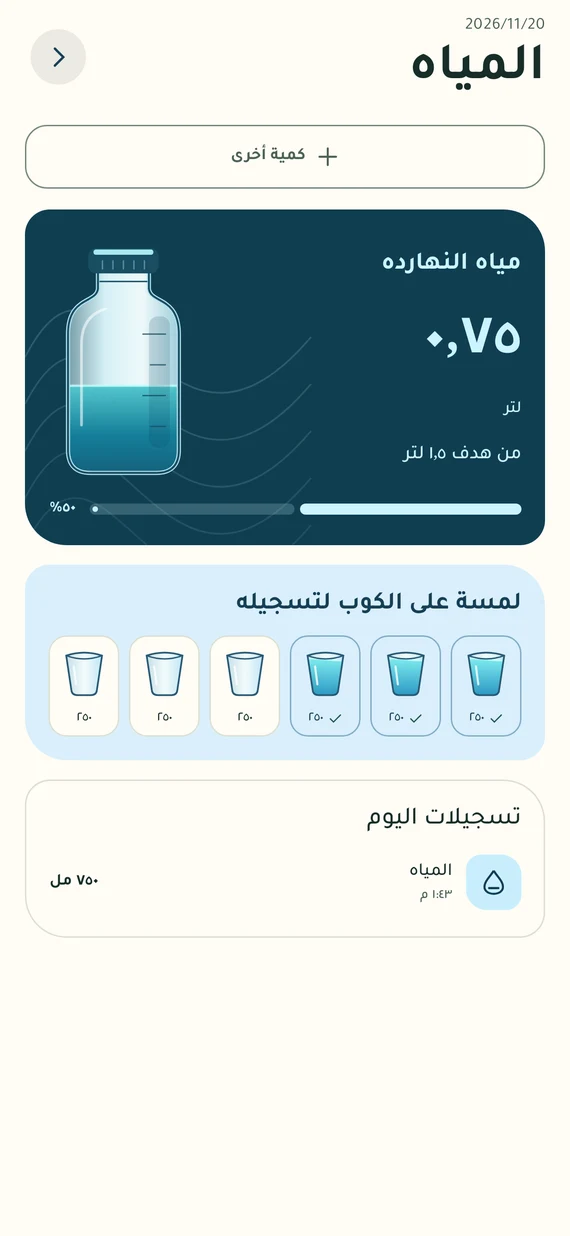 2026/11/20
المياه
كمية أخرى
مياه النهارده
٠,٧٥
لتر
من هدف ١,٥ لتر
%٥٠
لمسة على الكوب لتسجيله
٢٥٠ ٢٥٠ ٢٥٠ ٢٥٠ ٢٥٠ ٢٥٠
تسجيلات اليوم
المياه
١:٤٣ م
٧٥٠ مل